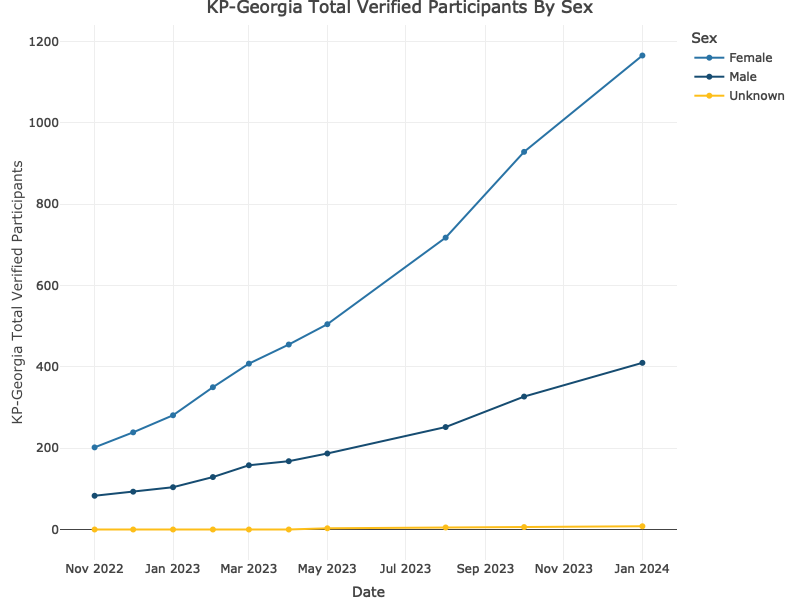 KP-Georgia Total Verified Participants By Sex
Sex
Female
Male
Unknown
KP-Georgia Total Verified Participants
1200
1000
800
600
400
200
0
Nov 2022 Jan 2023 Mar 2023 May 2023 Jul 2023 Sep 2023 Nov 2023 Jan 2024
Date